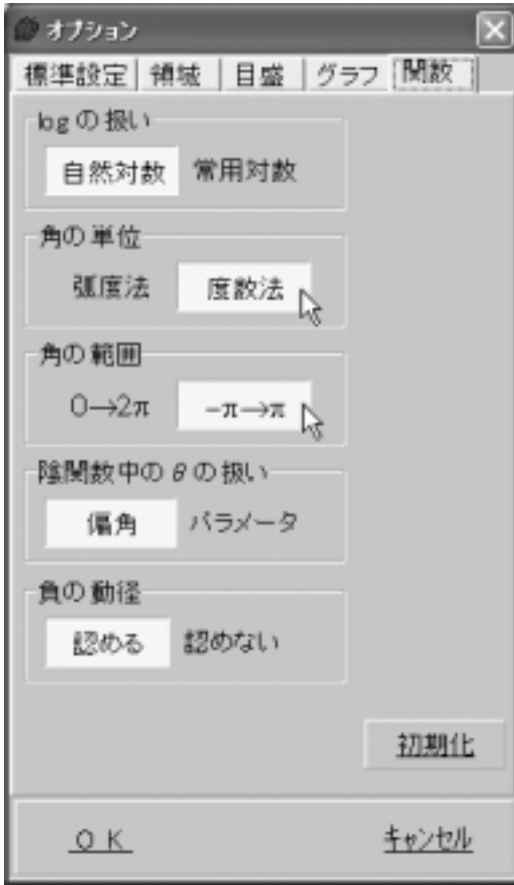 オプション
標準設定 領域 目盛 グラフ 関数
logの扱い
自然対数 常用対数
角の単位
弧度法 度数法
角の範囲
0→2π -π→π
陰関数中のθの扱い
偏角 パラメータ
負の動径
認める 認めない
初期化
OK キャンセル